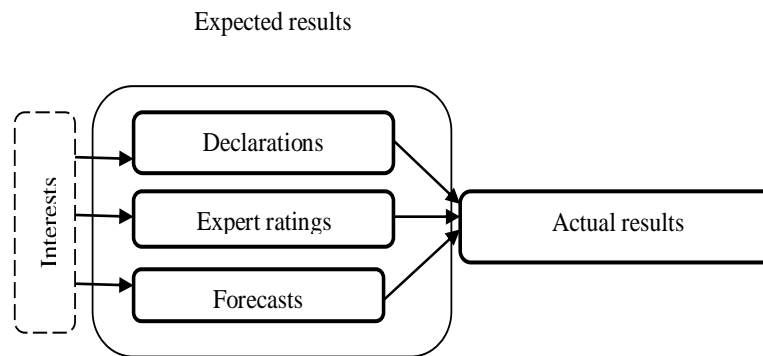 Expected results
Interests
Declarations
Expert ratings
Forecasts
Actual results